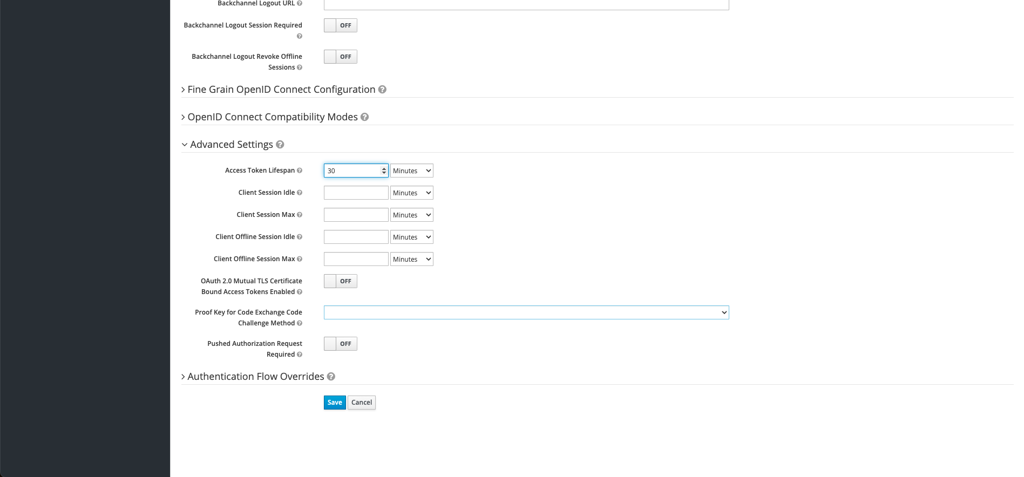 Backchannel Logout URL
Backchannel Logout Session Required OFF
Backchannel Logout Revoke Offline Sessions OFF
Fine Grain OpenID Connect Configuration
OpenID Connect Compatibility Modes
Advanced Settings
Access Token Lifespan 30 Minutes
Client Session Idle Minutes
Client Session Max Minutes
Client Offline Session Idle Minutes
Client Offline Session Max Minutes
OAuth 2.0 Mutual TLS Certificate Bound Access Tokens Enabled OFF
Proof Key for Code Exchange Code Challenge Method
Pushed Authorization Request Required OFF
Authentication Flow Overrides
Save Cancel